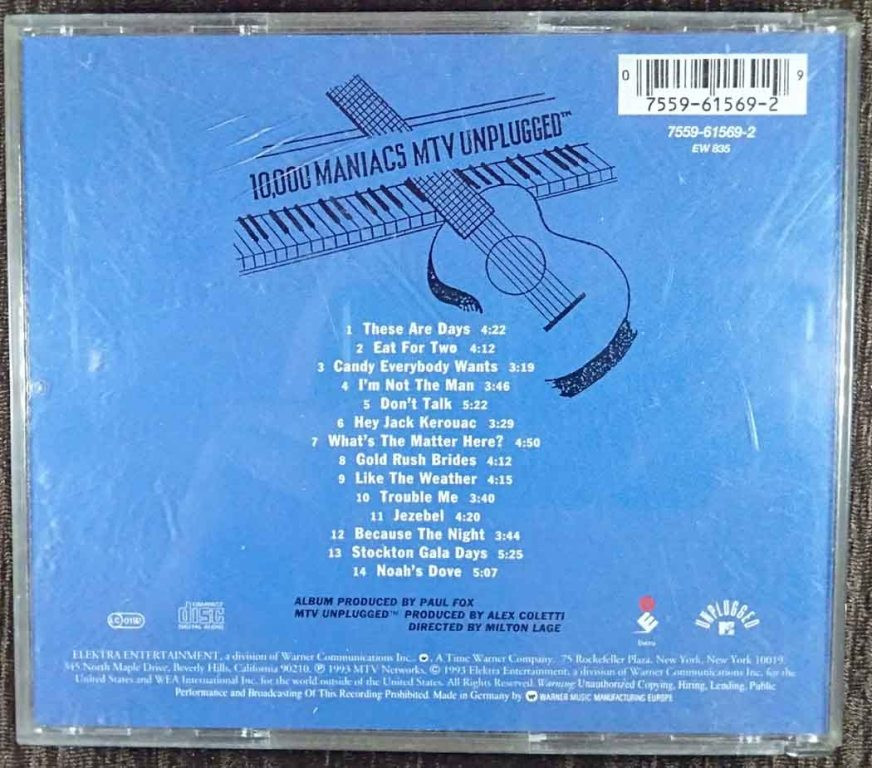 0 9
7559-61569-2
7559-61569-2
EW 835
10,000 MANIACS MTV UNPLUGGED™
1 These Are Days 4:22
2 Eat For Two 4:12
3 Candy Everybody Wants 3:19
4 I'm Not The Man 3:46
5 Don't Talk 5:22
6 Hey Jack Kerouac 3:29
7 What's The Matter Here? 4:50
8 Gold Rush Brides 4:12
9 Like The Weather 4:15
10 Trouble Me 3:40
11 Jezebel 4:20
12 Because The Night 3:44
13 Stockton Gala Days 5:25
14 Noah's Dove 5:07
ALBUM PRODUCED BY PAUL FOX
MTV UNPLUGGED™ PRODUCED BY ALEX COLETTI
DIRECTED BY MILTON LAGE
LC 0192
COMPACT
disc
DIGITAL AUDIO
Elektra
UNPLUGGED
ELEKTRA ENTERTAINMENT, a division of Warner Communications Inc., A Time Warner Company. 75 Rockefeller Plaza, New York, New York 10019.
345 North Maple Drive, Beverly Hills, California 90210. ℗ 1993 MTV Networks. © 1993 Elektra Entertainment, a division of Warner Communications Inc. for the
United States and WEA International Inc. for the world outside of the United States. All Rights Reserved. Warning: Unauthorized Copying, Hiring, Lending, Public
Performance and Broadcasting Of This Recording Prohibited. Made in Germany by WARNER MUSIC MANUFACTURING EUROPE